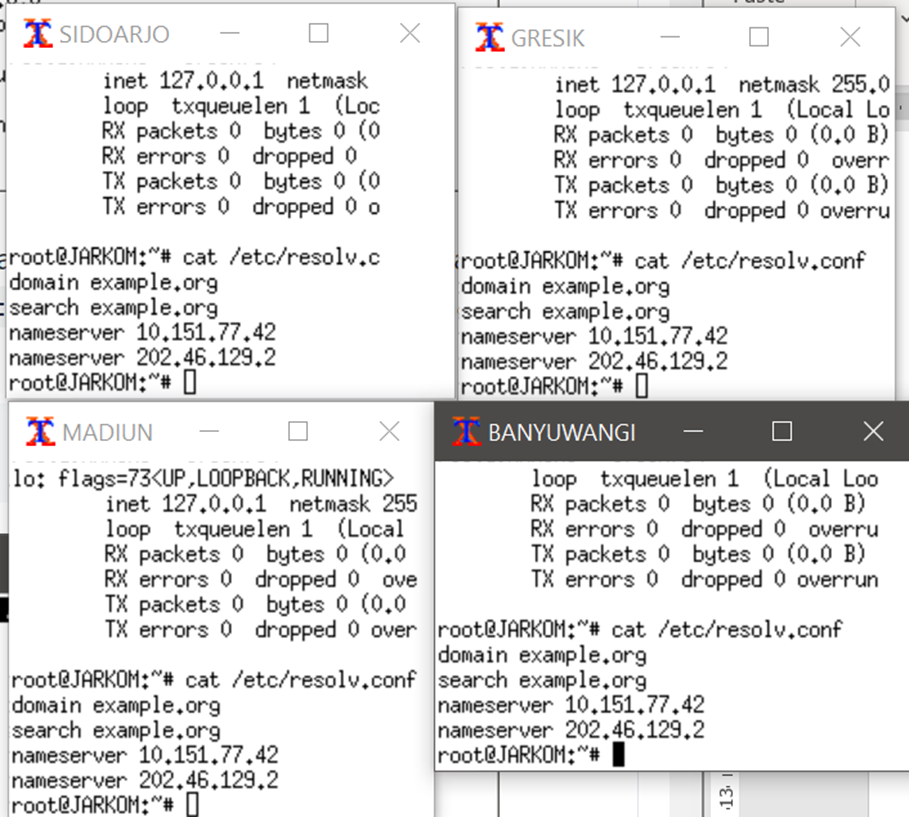 Paste
SIDOARJO
inet 127.0.0.1 netmask
loop txqueuelen 1 (Loc
RX packets 0 bytes 0 (0
RX errors 0 dropped 0
TX packets 0 bytes 0 (0
TX errors 0 dropped 0 o
root@JARKOM:~# cat /etc/resolv.c
domain example.org
search example.org
nameserver 10.151.77.42
nameserver 202.46.129.2
root@JARKOM:~#
GRESIK
inet 127.0.0.1 netmask 255.0
loop txqueuelen 1 (Local Lo
RX packets 0 bytes 0 (0.0 B)
RX errors 0 dropped 0 overr
TX packets 0 bytes 0 (0.0 B)
TX errors 0 dropped 0 overru
root@JARKOM:~# cat /etc/resolv.conf
domain example.org
search example.org
nameserver 10.151.77.42
nameserver 202.46.129.2
root@JARKOM:~#
MADIUN
lo: flags=73<UP,LOOPBACK,RUNNING>
inet 127.0.0.1 netmask 255
loop txqueuelen 1 (Local
RX packets 0 bytes 0 (0.0
RX errors 0 dropped 0 ove
TX packets 0 bytes 0 (0.0
TX errors 0 dropped 0 over
root@JARKOM:~# cat /etc/resolv.conf
domain example.org
search example.org
nameserver 10.151.77.42
nameserver 202.46.129.2
root@JARKOM:~#
BANYUWANGI
loop txqueuelen 1 (Local Loo
RX packets 0 bytes 0 (0.0 B)
RX errors 0 dropped 0 overru
TX packets 0 bytes 0 (0.0 B)
TX errors 0 dropped 0 overrun
root@JARKOM:~# cat /etc/resolv.conf
domain example.org
search example.org
nameserver 10.151.77.42
nameserver 202.46.129.2
root@JARKOM:~#